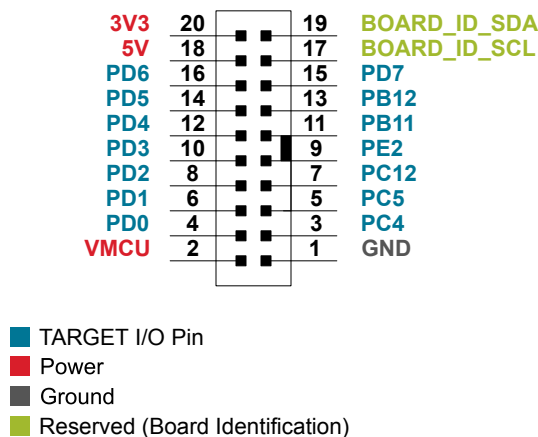 3V3 20 19 BOARD_ID_SDA
5V 18 17 BOARD_ID_SCL
PD6 16 15 PD7
PD5 14 13 PB12
PD4 12 11 PB11
PD3 10 9 PE2
PD2 8 7 PC12
PD1 6 5 PC5
PD0 4 3 PC4
VMCU 2 1 GND
TARGET I/O Pin
Power
Ground
Reserved (Board Identification)